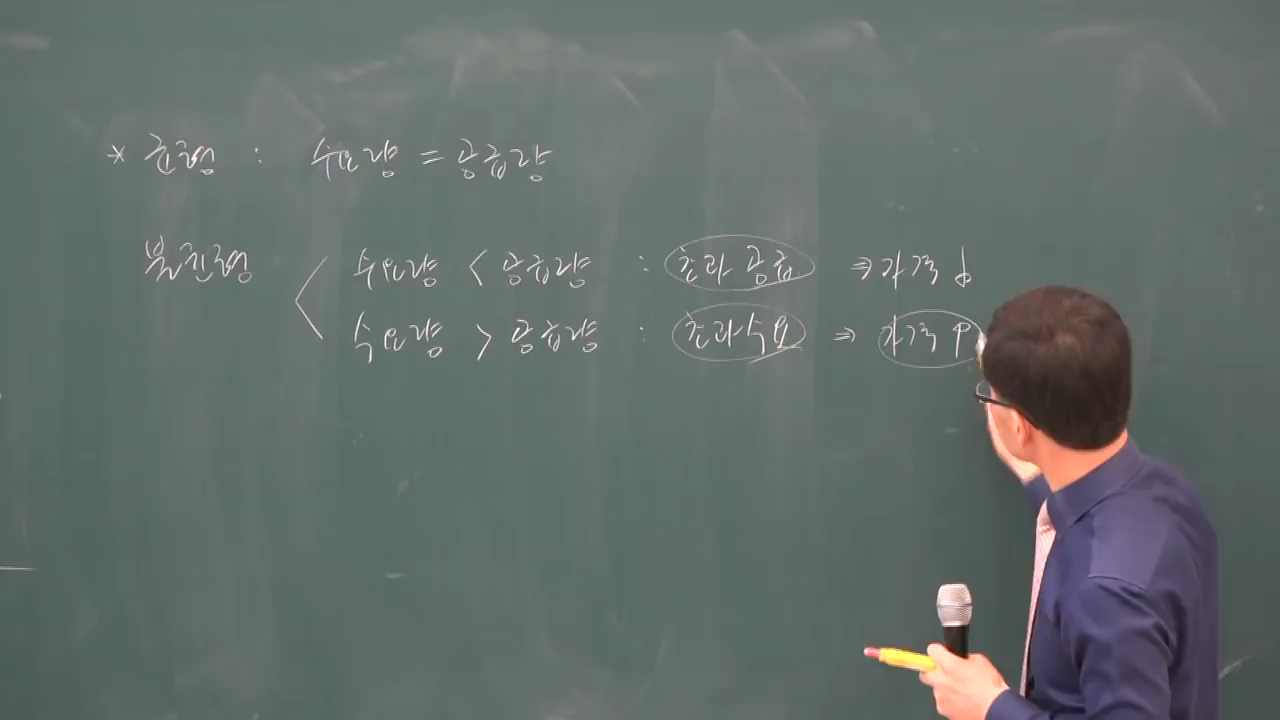 * 균형 : 수요량 = 공급량
불균형 < 수요량 < 공급량 : 초과 공급 ⇒ 가격 ↓
수요량 > 공급량 : 초과수요 ⇒ 가격 ↑